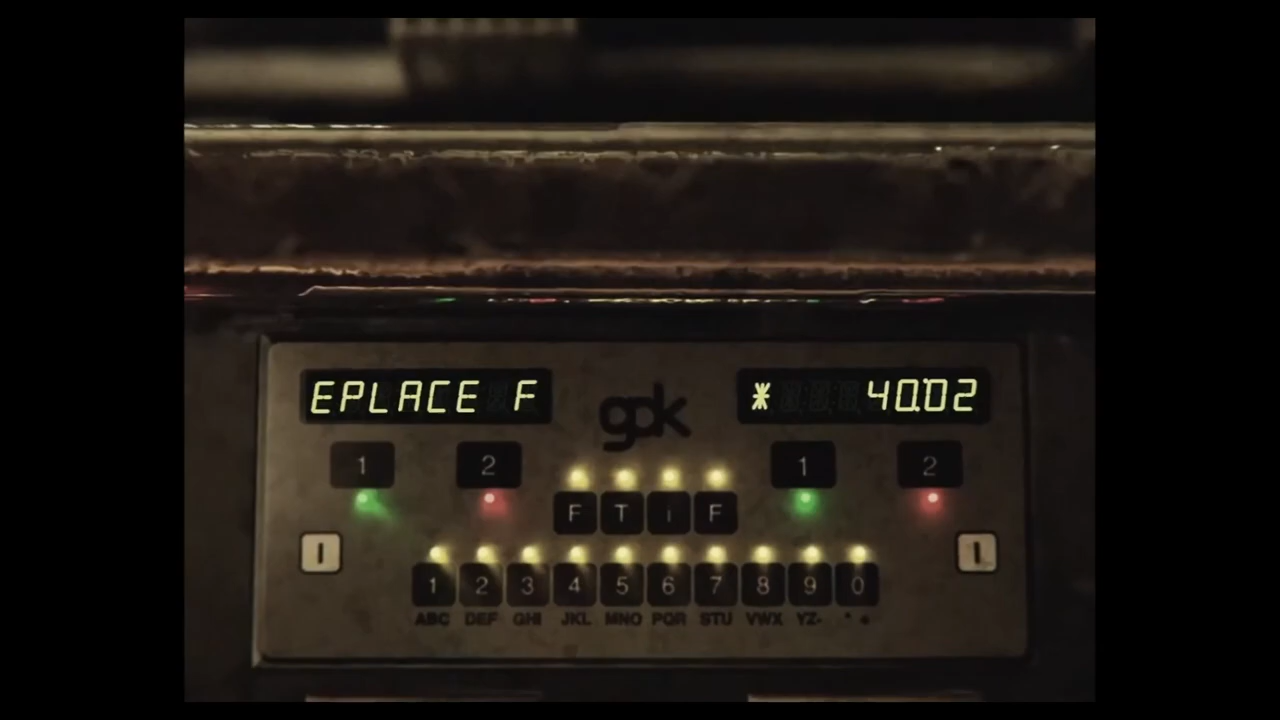 EPLACE F
gpk
* 40.02
1 2 1 2
F T i F
I I
1 2 3 4 5 6 7 8 9 0
ABC DEF GHI JKL MNO PQR STU VWX YZ-